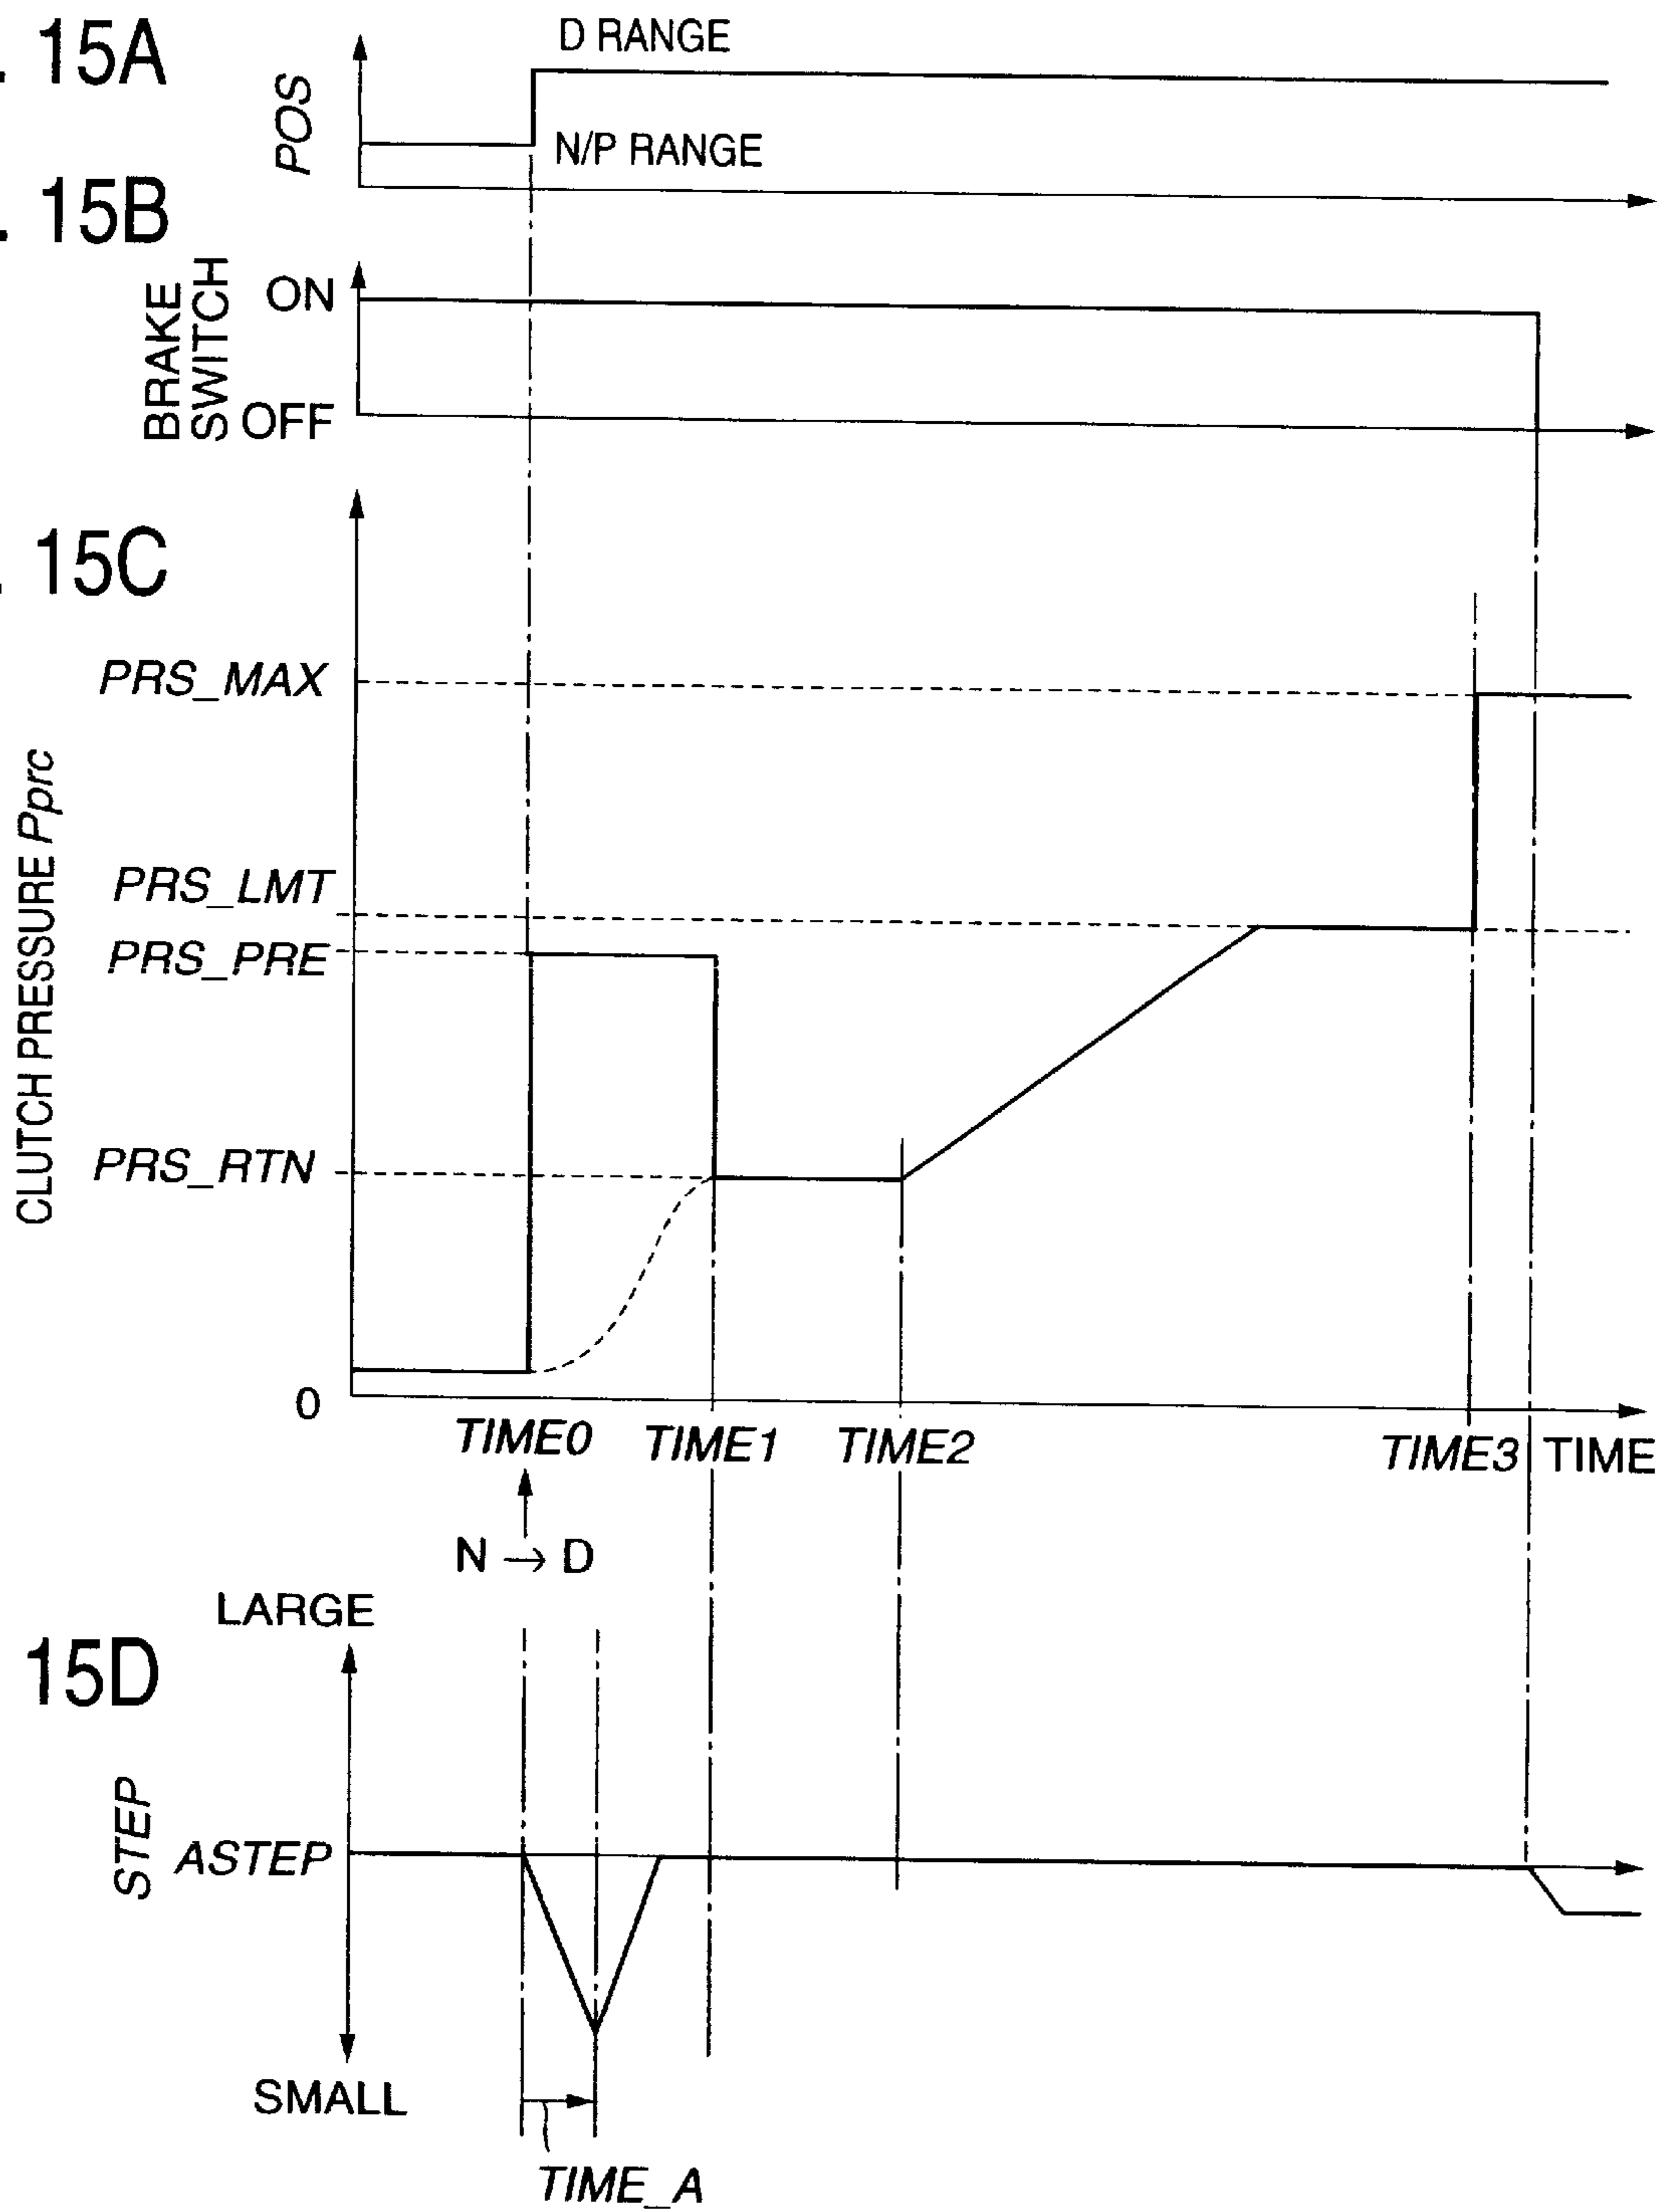 . 15A
POS
D RANGE
N/P RANGE
. 15B
BRAKE
SWITCH
ON
OFF
. 15C
CLUTCH PRESSURE Pprc
PRS_MAX
PRS_LMT
PRS_PRE
PRS_RTN
0
TIME0
TIME1
TIME2
TIME3
TIME
N → D
15D
LARGE
STEP
ASTEP
SMALL
TIME_A